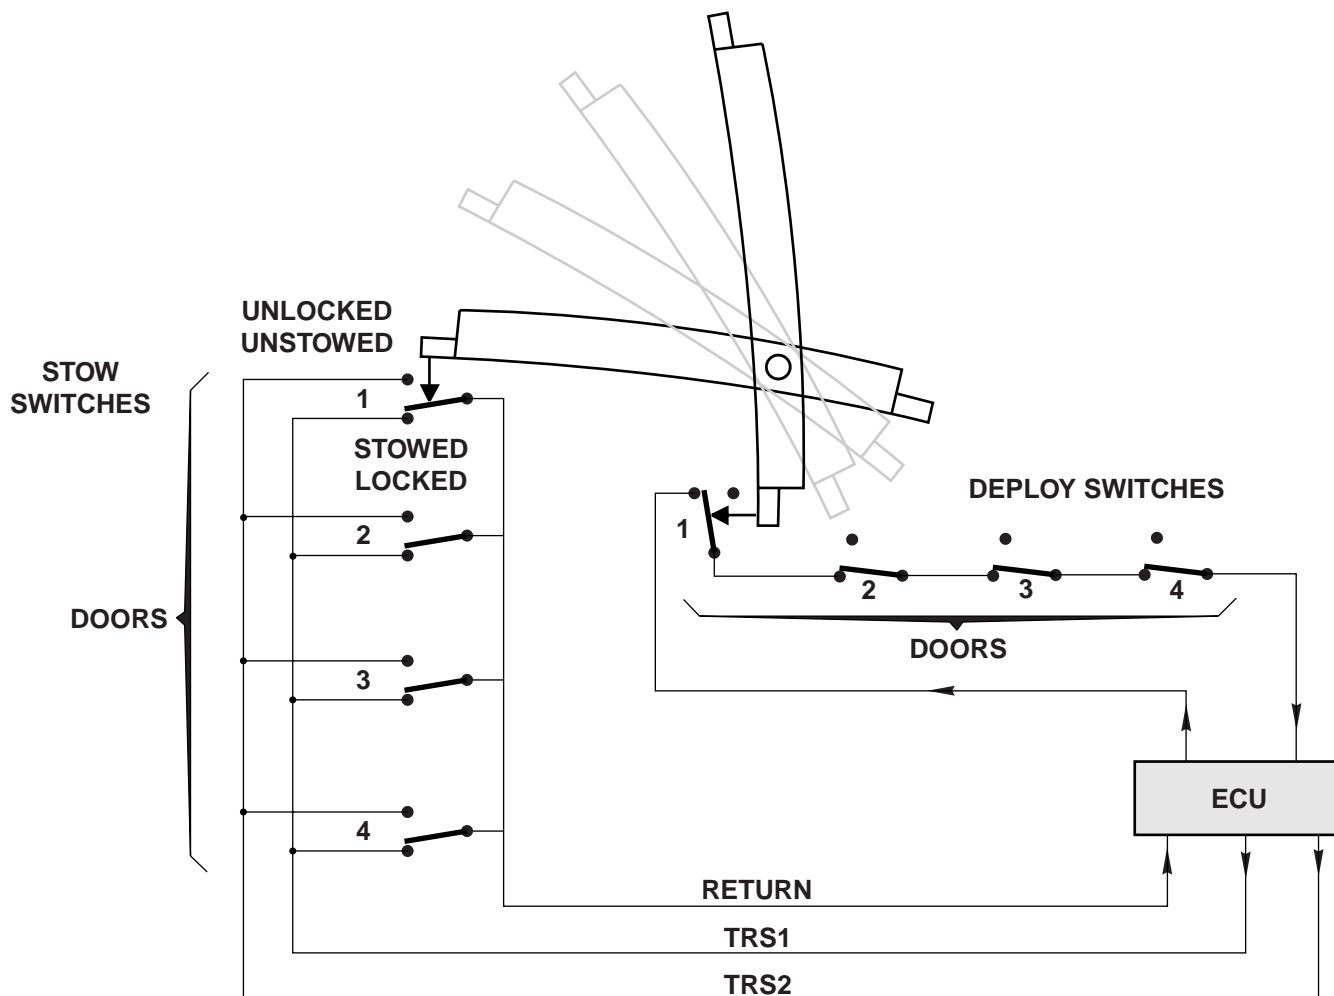 UNLOCKED
UNSTOWED
STOW
SWITCHES
1
STOWED
LOCKED
DEPLOY SWITCHES
1
2
2
3
4
DOORS
DOORS
3
ECU
4
RETURN
TRS1
TRS2